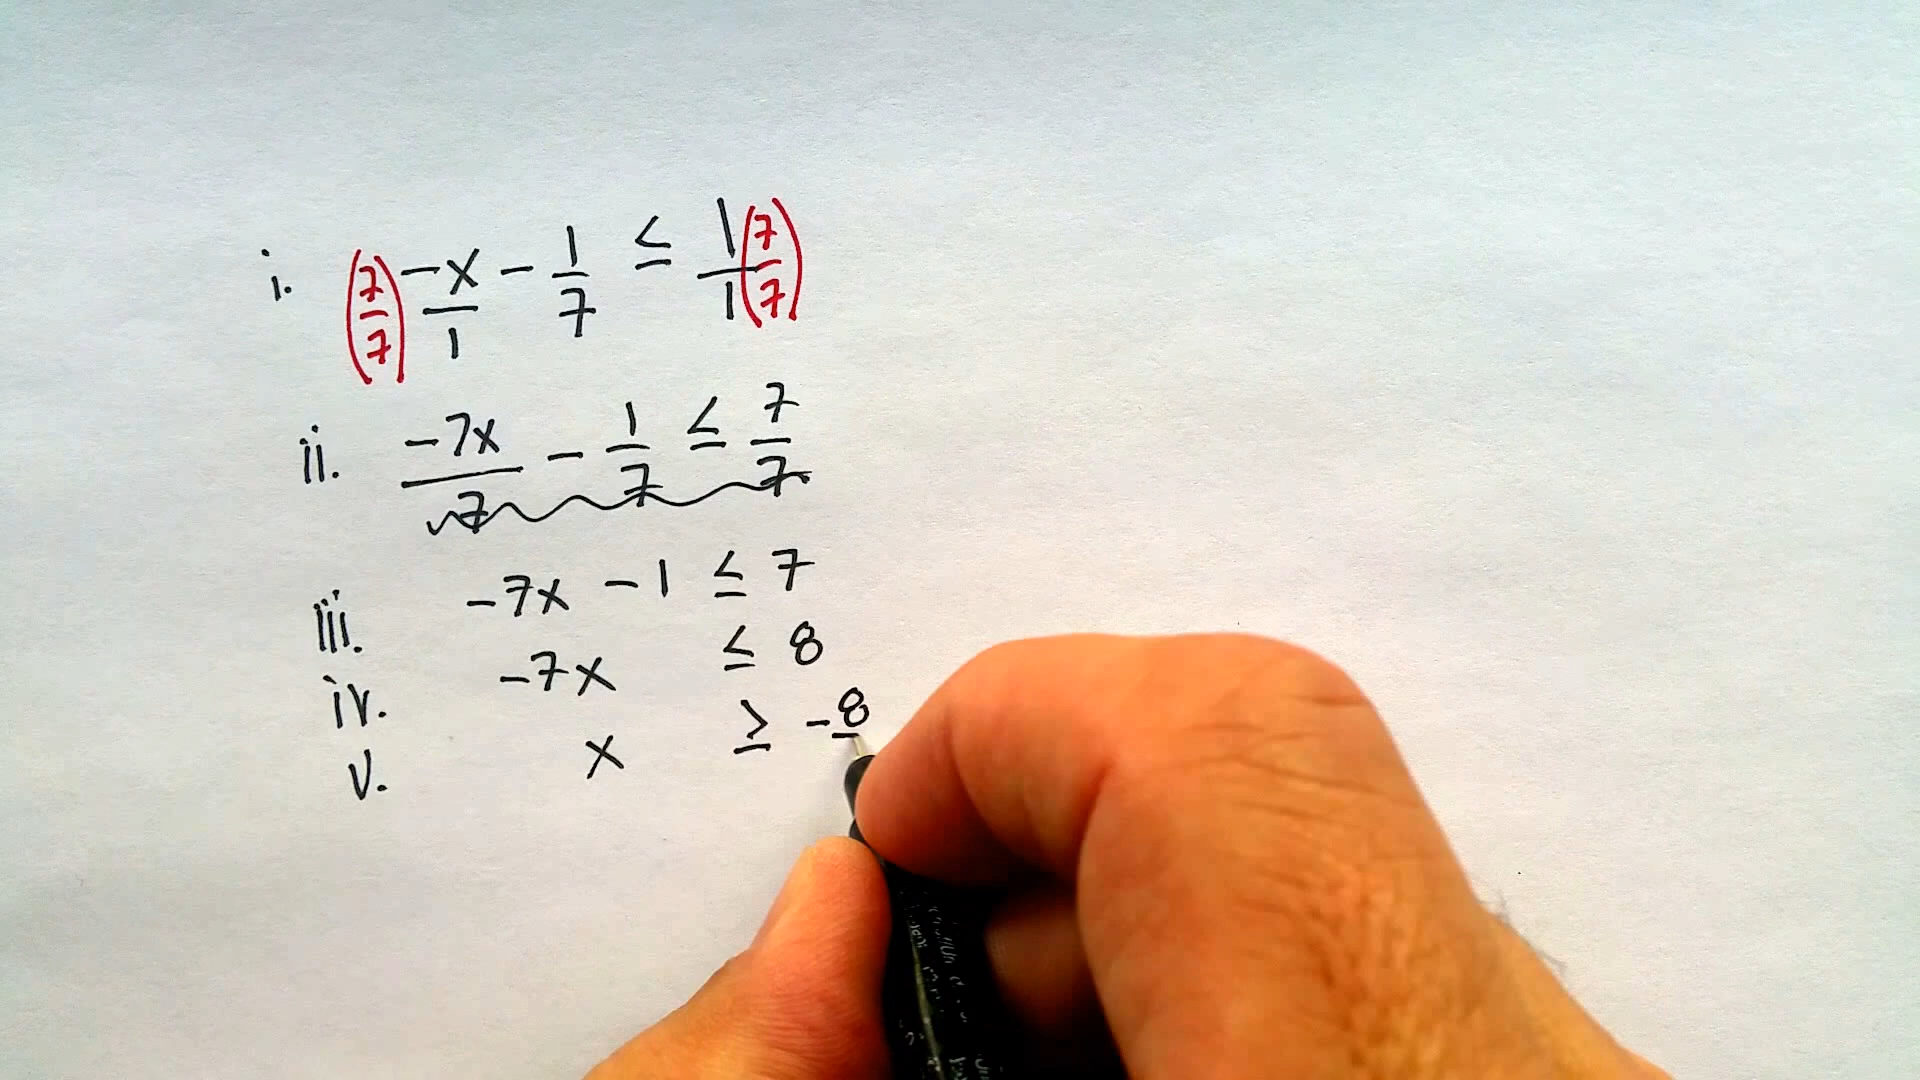 i. (7/7) -x/1 - 1/7 ≤ 1/1 (7/7)
ii. -7x/7 - 1/7 ≤ 7/7
iii. -7x - 1 ≤ 7
iv. -7x ≤ 8
v. x ≥ -8